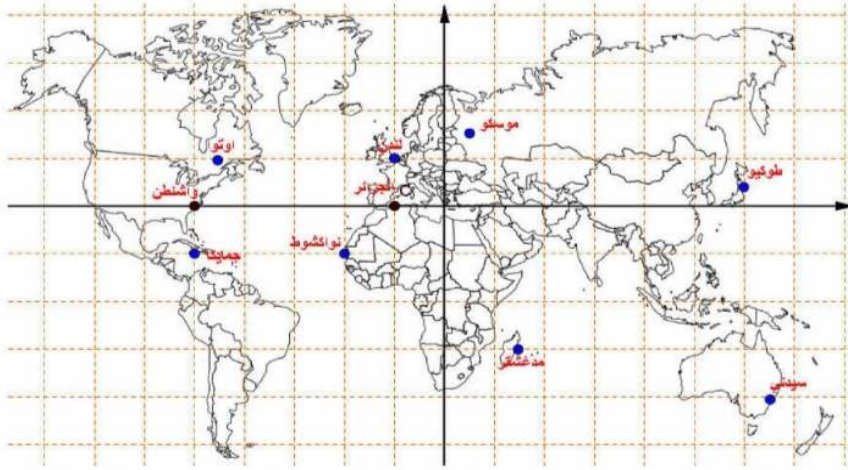 موسكو
اوتو
لندن
طوكيو
الجزائر
واشنطن
نواكشوط
جمايكا
مدغشقر
سيدني